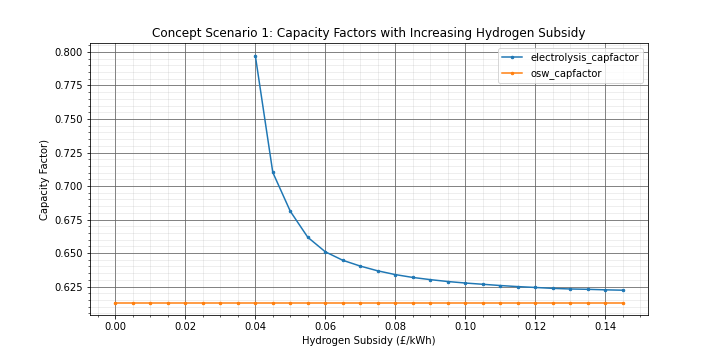 Concept Scenario 1: Capacity Factors with Increasing Hydrogen Subsidy
electrolysis_capfactor
osw_capfactor
0.800
0.775
0.750
0.725
0.700
0.675
0.650
0.625
Capacity Factor)
0.00 0.02 0.04 0.06 0.08 0.10 0.12 0.14
Hydrogen Subsidy (£/kWh)